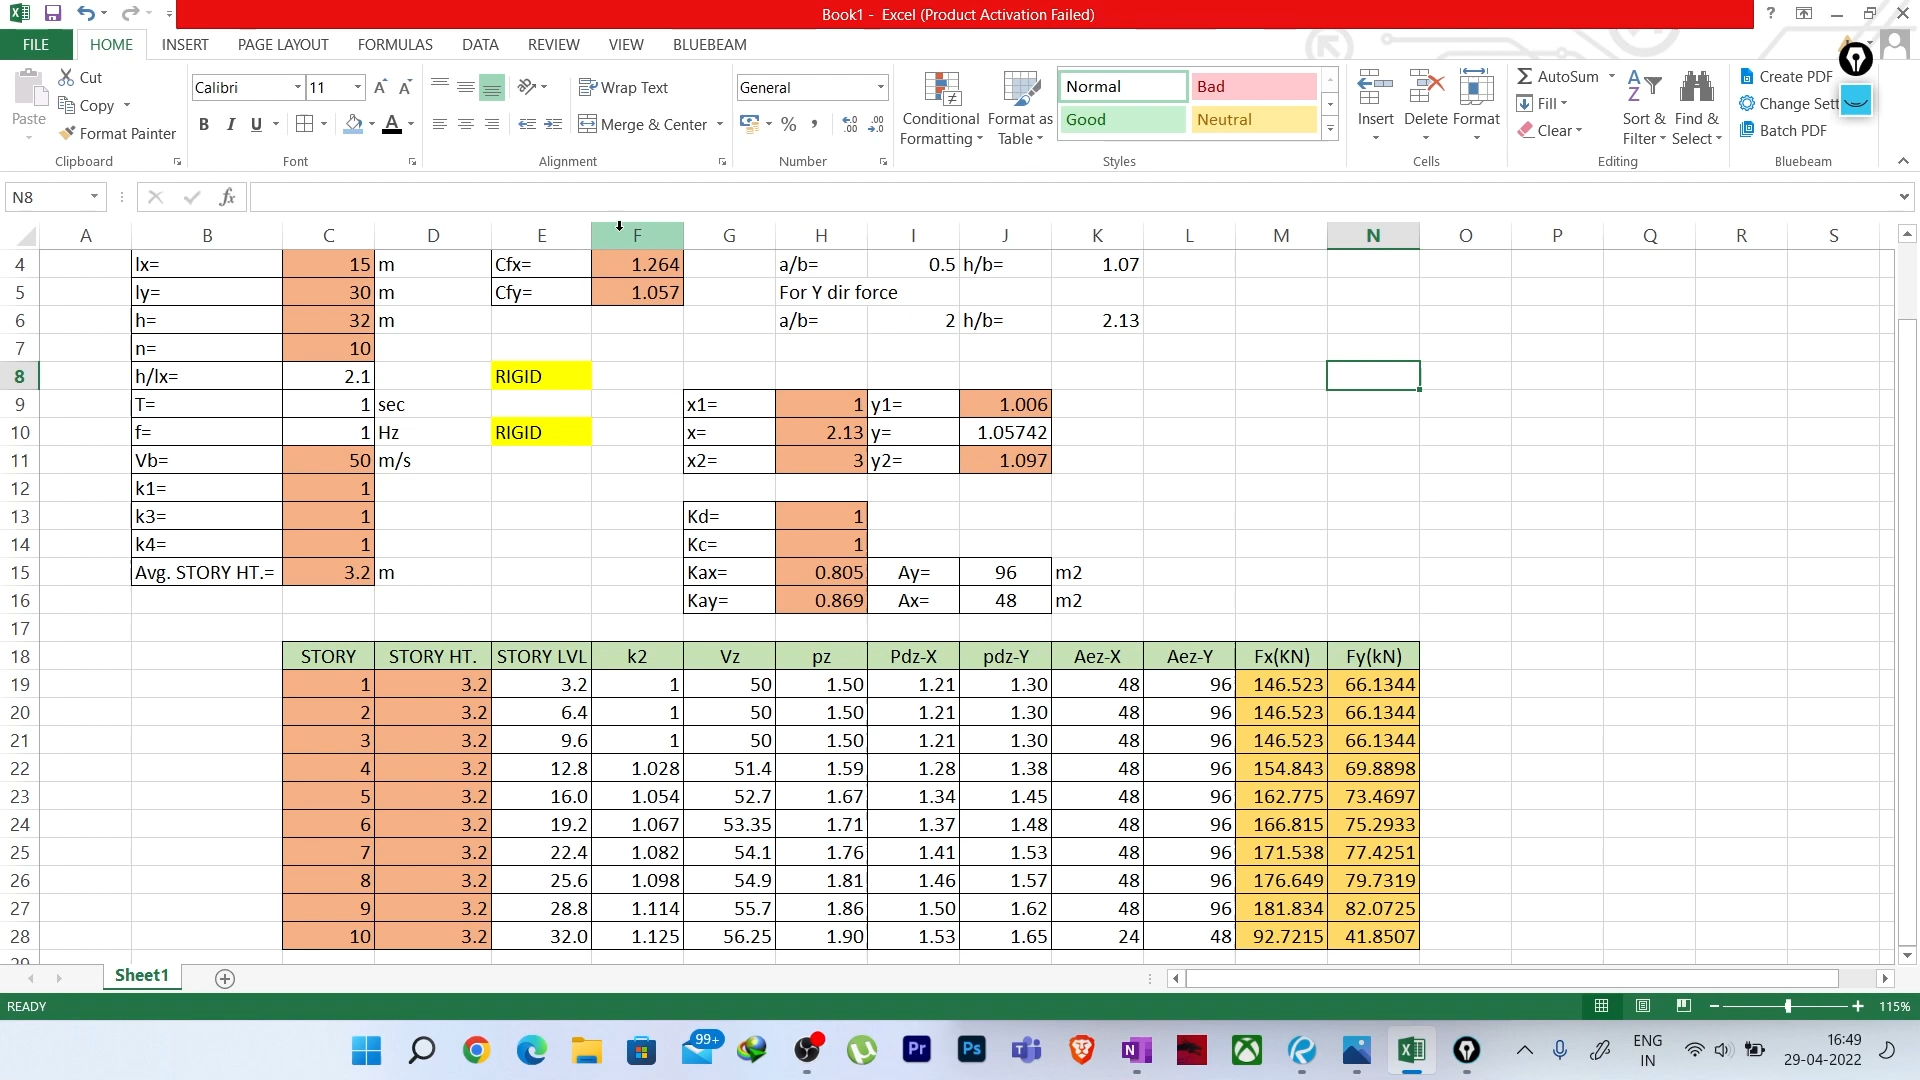 Book1 - Excel (Product Activation Failed)
FILE HOME INSERT PAGE LAYOUT FORMULAS DATA REVIEW VIEW BLUEBEAM
Paste Cut Copy Format Painter Clipboard
Calibri 11 B I U Font
Wrap Text Merge & Center Alignment
General % Number
Conditional Formatting Format as Table
Normal Bad Good Neutral Styles
Insert Delete Format Cells
AutoSum Fill Clear Sort & Filter Find & Select Editing
Create PDF Change Sett Batch PDF Bluebeam
N8 fx
A B C D E F G H I J K L M N O P Q R S
4 lx= 15 m Cfx= 1.264 a/b= 0.5 h/b= 1.07
5 ly= 30 m Cfy= 1.057 For Y dir force
6 h= 32 m a/b= 2 h/b= 2.13
7 n= 10
8 h/lx= 2.1 RIGID
9 T= 1 sec x1= 1 y1= 1.006
10 f= 1 Hz RIGID x= 2.13 y= 1.05742
11 Vb= 50 m/s x2= 3 y2= 1.097
12 k1= 1
13 k3= 1 Kd= 1
14 k4= 1 Kc= 1
15 Avg. STORY HT.= 3.2 m Kax= 0.805 Ay= 96 m2
16 Kay= 0.869 Ax= 48 m2
17
18 STORY STORY HT. STORY LVL k2 Vz pz Pdz-X pdz-Y Aez-X Aez-Y Fx(KN) Fy(kN)
19 1 3.2 3.2 1 50 1.50 1.21 1.30 48 96 146.523 66.1344
20 2 3.2 6.4 1 50 1.50 1.21 1.30 48 96 146.523 66.1344
21 3 3.2 9.6 1 50 1.50 1.21 1.30 48 96 146.523 66.1344
22 4 3.2 12.8 1.028 51.4 1.59 1.28 1.38 48 96 154.843 69.8898
23 5 3.2 16.0 1.054 52.7 1.67 1.34 1.45 48 96 162.775 73.4697
24 6 3.2 19.2 1.067 53.35 1.71 1.37 1.48 48 96 166.815 75.2933
25 7 3.2 22.4 1.082 54.1 1.76 1.41 1.53 48 96 171.538 77.4251
26 8 3.2 25.6 1.098 54.9 1.81 1.46 1.57 48 96 176.649 79.7319
27 9 3.2 28.8 1.114 55.7 1.86 1.50 1.62 48 96 181.834 82.0725
28 10 3.2 32.0 1.125 56.25 1.90 1.53 1.65 24 48 92.7215 41.8507
29
Sheet1
READY 115%
99+ Pr Ps
ENG
IN
16:49
29-04-2022